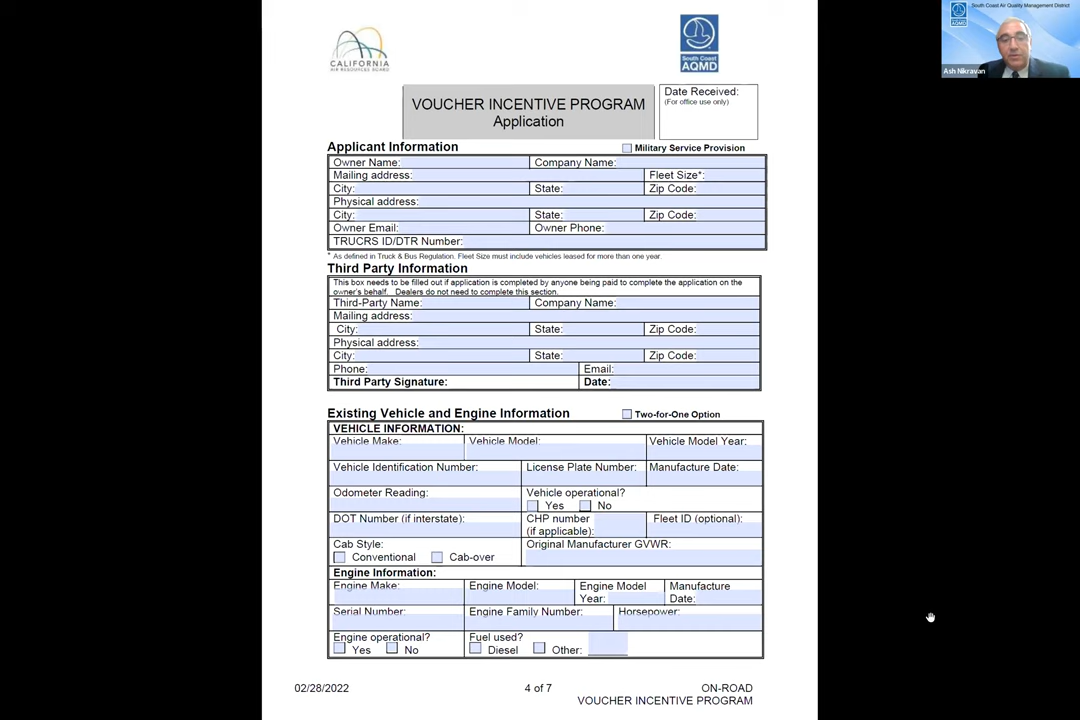 South Coast Air Quality Management District
AQMD
Ash Nikravan
CALIFORNIA
AIR RESOURCES BOARD
South Coast
AQMD
VOUCHER INCENTIVE PROGRAM
Application
Date Received:
(For office use only)
Applicant Information
Military Service Provision
Owner Name: Company Name:
Mailing address: Fleet Size*:
City: State: Zip Code:
Physical address:
City: State: Zip Code:
Owner Email: Owner Phone:
TRUCRS ID/DTR Number:
* As defined in Truck & Bus Regulation. Fleet Size must include vehicles leased for more than one year.
Third Party Information
This box needs to be filled out if application is completed by anyone being paid to complete the application on the
owner's behalf. Dealers do not need to complete this section.
Third-Party Name: Company Name:
Mailing address:
City: State: Zip Code:
Physical address:
City: State: Zip Code:
Phone: Email:
Third Party Signature: Date:
Existing Vehicle and Engine Information Two-for-One Option
VEHICLE INFORMATION:
Vehicle Make: Vehicle Model: Vehicle Model Year:
Vehicle Identification Number: License Plate Number: Manufacture Date:
Odometer Reading: Vehicle operational?
Yes No
DOT Number (if interstate): CHP number Fleet ID (optional):
(if applicable):
Cab Style: Original Manufacturer GVWR:
Conventional Cab-over
Engine Information:
Engine Make: Engine Model: Engine Model Manufacture
Year: Date:
Serial Number: Engine Family Number: Horsepower:
Engine operational? Fuel used?
Yes No Diesel Other:
02/28/2022 4 of 7 ON-ROAD
VOUCHER INCENTIVE PROGRAM